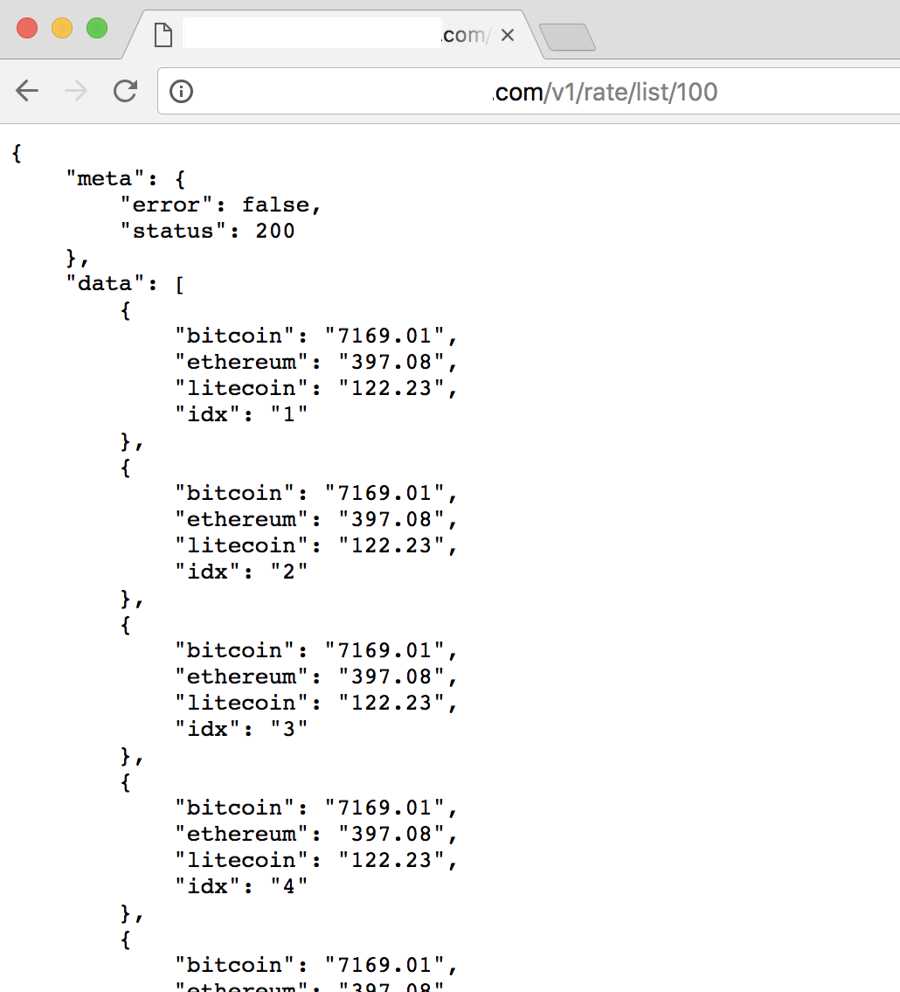 .com/
.com/v1/rate/list/100
{
    "meta": {
        "error": false,
        "status": 200
    },
    "data": [
        {
            "bitcoin": "7169.01",
            "ethereum": "397.08",
            "litecoin": "122.23",
            "idx": "1"
        },
        {
            "bitcoin": "7169.01",
            "ethereum": "397.08",
            "litecoin": "122.23",
            "idx": "2"
        },
        {
            "bitcoin": "7169.01",
            "ethereum": "397.08",
            "litecoin": "122.23",
            "idx": "3"
        },
        {
            "bitcoin": "7169.01",
            "ethereum": "397.08",
            "litecoin": "122.23",
            "idx": "4"
        },
        {
            "bitcoin": "7169.01",
            "ethereum": "397.08"